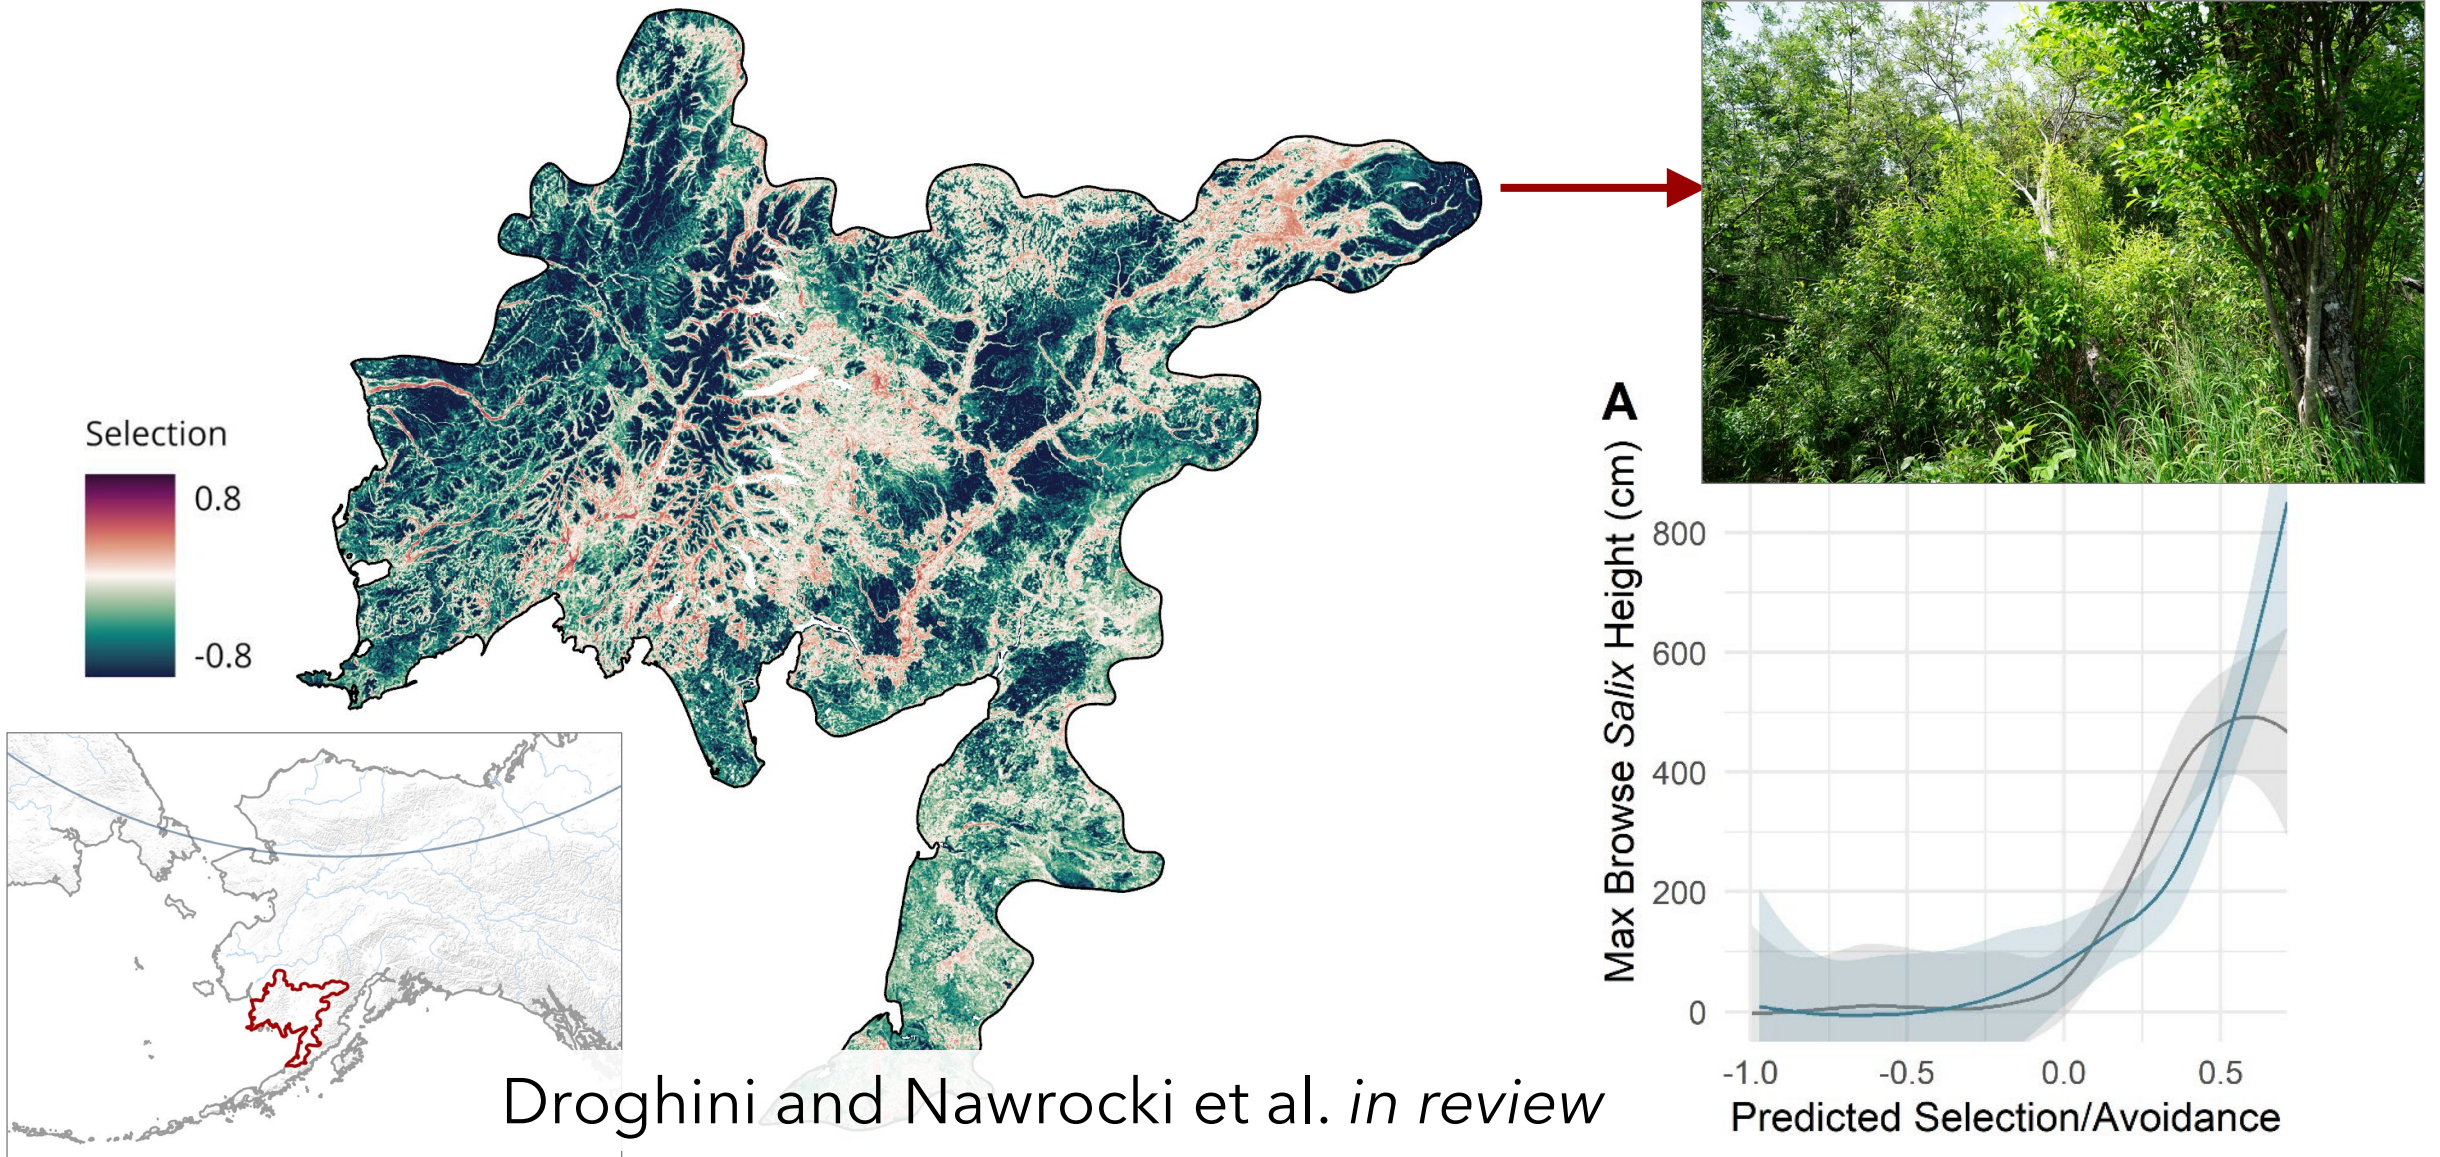 Selection
0.8
-0.8
A
Max Browse Salix Height (cm)
800
600
400
200
0
-1.0 -0.5 0.0 0.5
Predicted Selection/Avoidance
Droghini and Nawrocki et al. in review